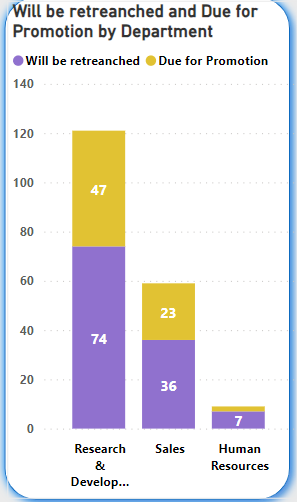 Will be retreanched and Due for
Promotion by Department
Will be retreanched Due for Promotion
140
120
100
80
60
40
20
0
47
74
23
36
7
Research
&
Develop...
Sales
Human
Resources